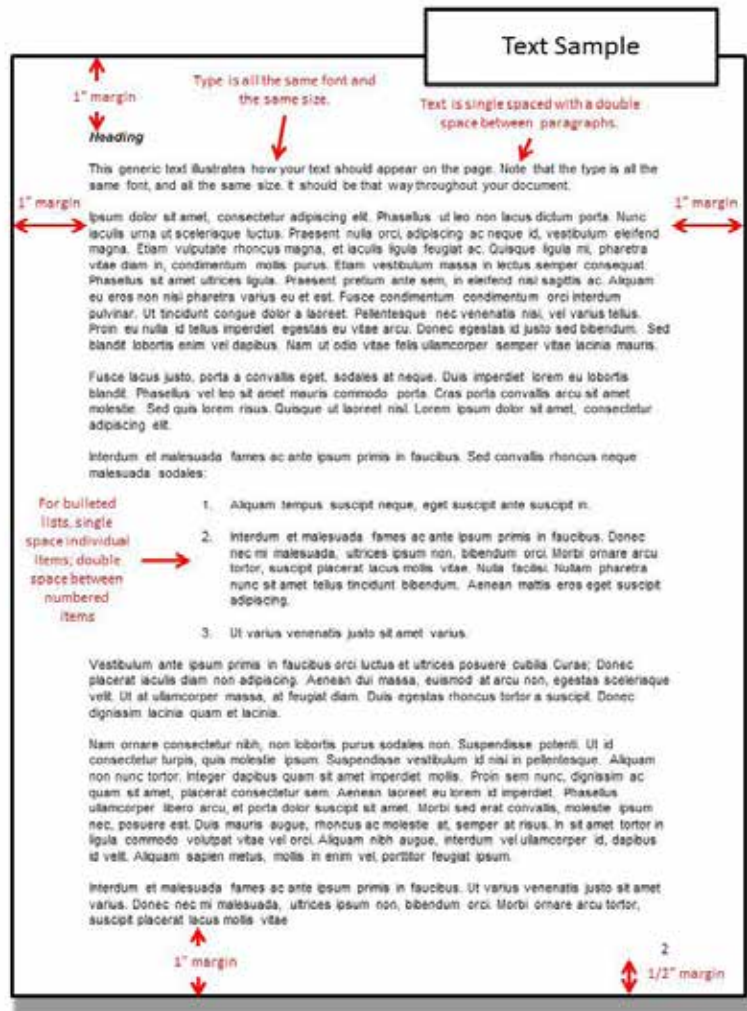 Text Sample
1" margin
Type is all the same font and
the same size.
Text is single spaced with a double
space between paragraphs.
Heading
This generic text illustrates how your text should appear on the page. Note that the type is all the
same font, and all the same size. It should be that way throughout your document.
1" margin
1" margin
Ipsum dolor sit amet, consectetur adipiscing elit. Phasellus ut leo non lacus dictum porta. Nunc
iaculis urna ut scelerisque luctus. Praesent nulla orci, adipiscing ac neque id, vestibulum eleifend
magna. Etiam vulputate rhoncus magna, et iaculis ligula feugiat ac. Quisque ligula mi, pharetra
vitae diam in, condimentum mollis purus. Etiam vestibulum massa in lectus semper consequat.
Phasellus sit amet ultrices ligula. Praesent pretium ante sem, in eleifend nisl sagittis ac. Aliquam
eu eros non nisi pharetra varius eu et est. Fusce condimentum condimentum orci interdum
pulvinar. Ut tincidunt congue dolor a laoreet. Pellentesque nec venenatis nisi, vel varius tellus.
Proin eu nulla id tellus imperdiet egestas eu vitae arcu. Donec egestas id justo sed bibendum. Sed
blandit lobortis enim vel dapibus. Nam ut odio vitae felis ullamcorper semper vitae lacinia mauris.
Fusce lacus justo, porta a convallis eget, sodales at neque. Duis imperdiet lorem eu lobortis
blandit. Phasellus vel leo sit amet mauris commodo porta. Cras porta convallis arcu sit amet
molestie. Sed quis lorem risus. Quisque ut laoreet nisl. Lorem ipsum dolor sit amet, consectetur
adipiscing elit.
Interdum et malesuada fames ac ante ipsum primis in faucibus. Sed convallis rhoncus neque
malesuada sodales:
For bulleted
lists, single
space individual
items; double
space between
numbered
items
1. Aliquam tempus suscipit neque, eget suscipit ante suscipit in.
2. Interdum et malesuada fames ac ante ipsum primis in faucibus. Donec
nec mi malesuada, ultrices ipsum non, bibendum orci. Morbi ornare arcu
tortor, suscipit placerat lacus mollis vitae. Nulla facilisi. Nullam pharetra
nunc sit amet tellus tincidunt bibendum. Aenean mattis eros eget suscipit
adipiscing.
3. Ut varius venenatis justo sit amet varius.
Vestibulum ante ipsum primis in faucibus orci luctus et ultrices posuere cubilia Curae; Donec
placerat iaculis diam non adipiscing. Aenean dui massa, euismod at arcu non, egestas scelerisque
velit. Ut at ullamcorper massa, at feugiat diam. Duis egestas rhoncus tortor a suscipit. Donec
dignissim lacinia quam et lacinia.
Nam ornare consectetur nibh, non lobortis purus sodales non. Suspendisse potenti. Ut id
consectetur turpis, quis molestie ipsum. Suspendisse vestibulum id nisi in pellentesque. Aliquam
non nunc tortor. Integer dapibus quam sit amet imperdiet mollis. Proin sem nunc, dignissim ac
quam sit amet, placerat consectetur sem. Aenean laoreet eu lorem id imperdiet. Phasellus
ullamcorper libero arcu, et porta dolor suscipit sit amet. Morbi sed erat convallis, molestie ipsum
nec, posuere est. Duis mauris augue, rhoncus ac molestie at, semper at risus. In sit amet tortor in
ligula commodo volutpat vitae vel orci. Aliquam nibh augue, interdum vel ullamcorper id, dapibus
id velit. Aliquam sapien metus, mollis in enim vel, porttitor feugiat ipsum.
Interdum et malesuada fames ac ante ipsum primis in faucibus. Ut varius venenatis justo sit amet
varius. Donec nec mi malesuada, ultrices ipsum non, bibendum orci. Morbi ornare arcu tortor,
suscipit placerat lacus mollis vitae
2
1" margin
1/2" margin